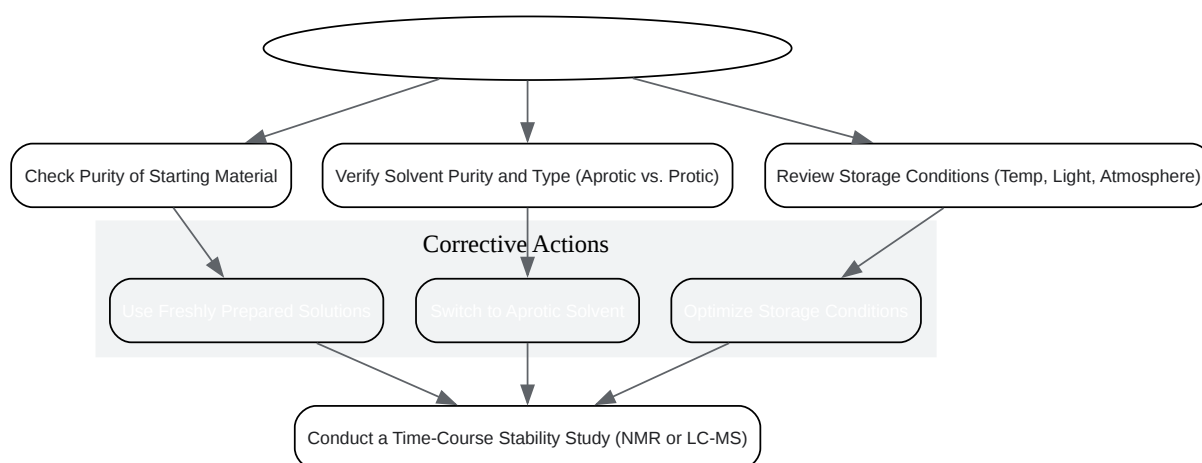 Check Purity of Starting Material
Verify Solvent Purity and Type (Aprotic vs. Protic)
Review Storage Conditions (Temp, Light, Atmosphere)
Corrective Actions
Use Freshly Prepared Solutions
Switch to Aprotic Solvent
Optimize Storage Conditions
Conduct a Time-Course Stability Study (NMR or LC-MS)